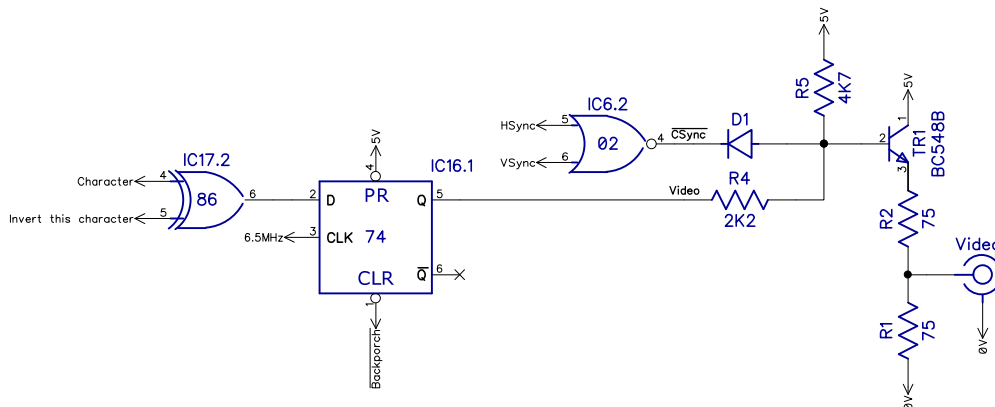 5V
R5
4K7
5V
IC6.2
D1
HSync
5
02
4
CSync
2
1
TR1
BC548B
VSync
6
3
5V
IC17.2
4
IC16.1
Character
4
86
6
2
D
PR
Q
5
Video
R4
2K2
R2
75
Invert this character
5
6.5MHz
3
CLK
74
Video
CLR
Q
6
1
R1
75
0V
Backporch
0V